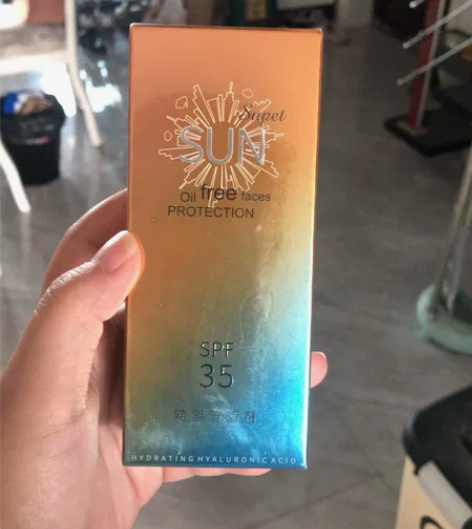 Supet
SUN
Oil free faces
PROTECTION
SPF
35
HYDRATING HYALURONIC ACID